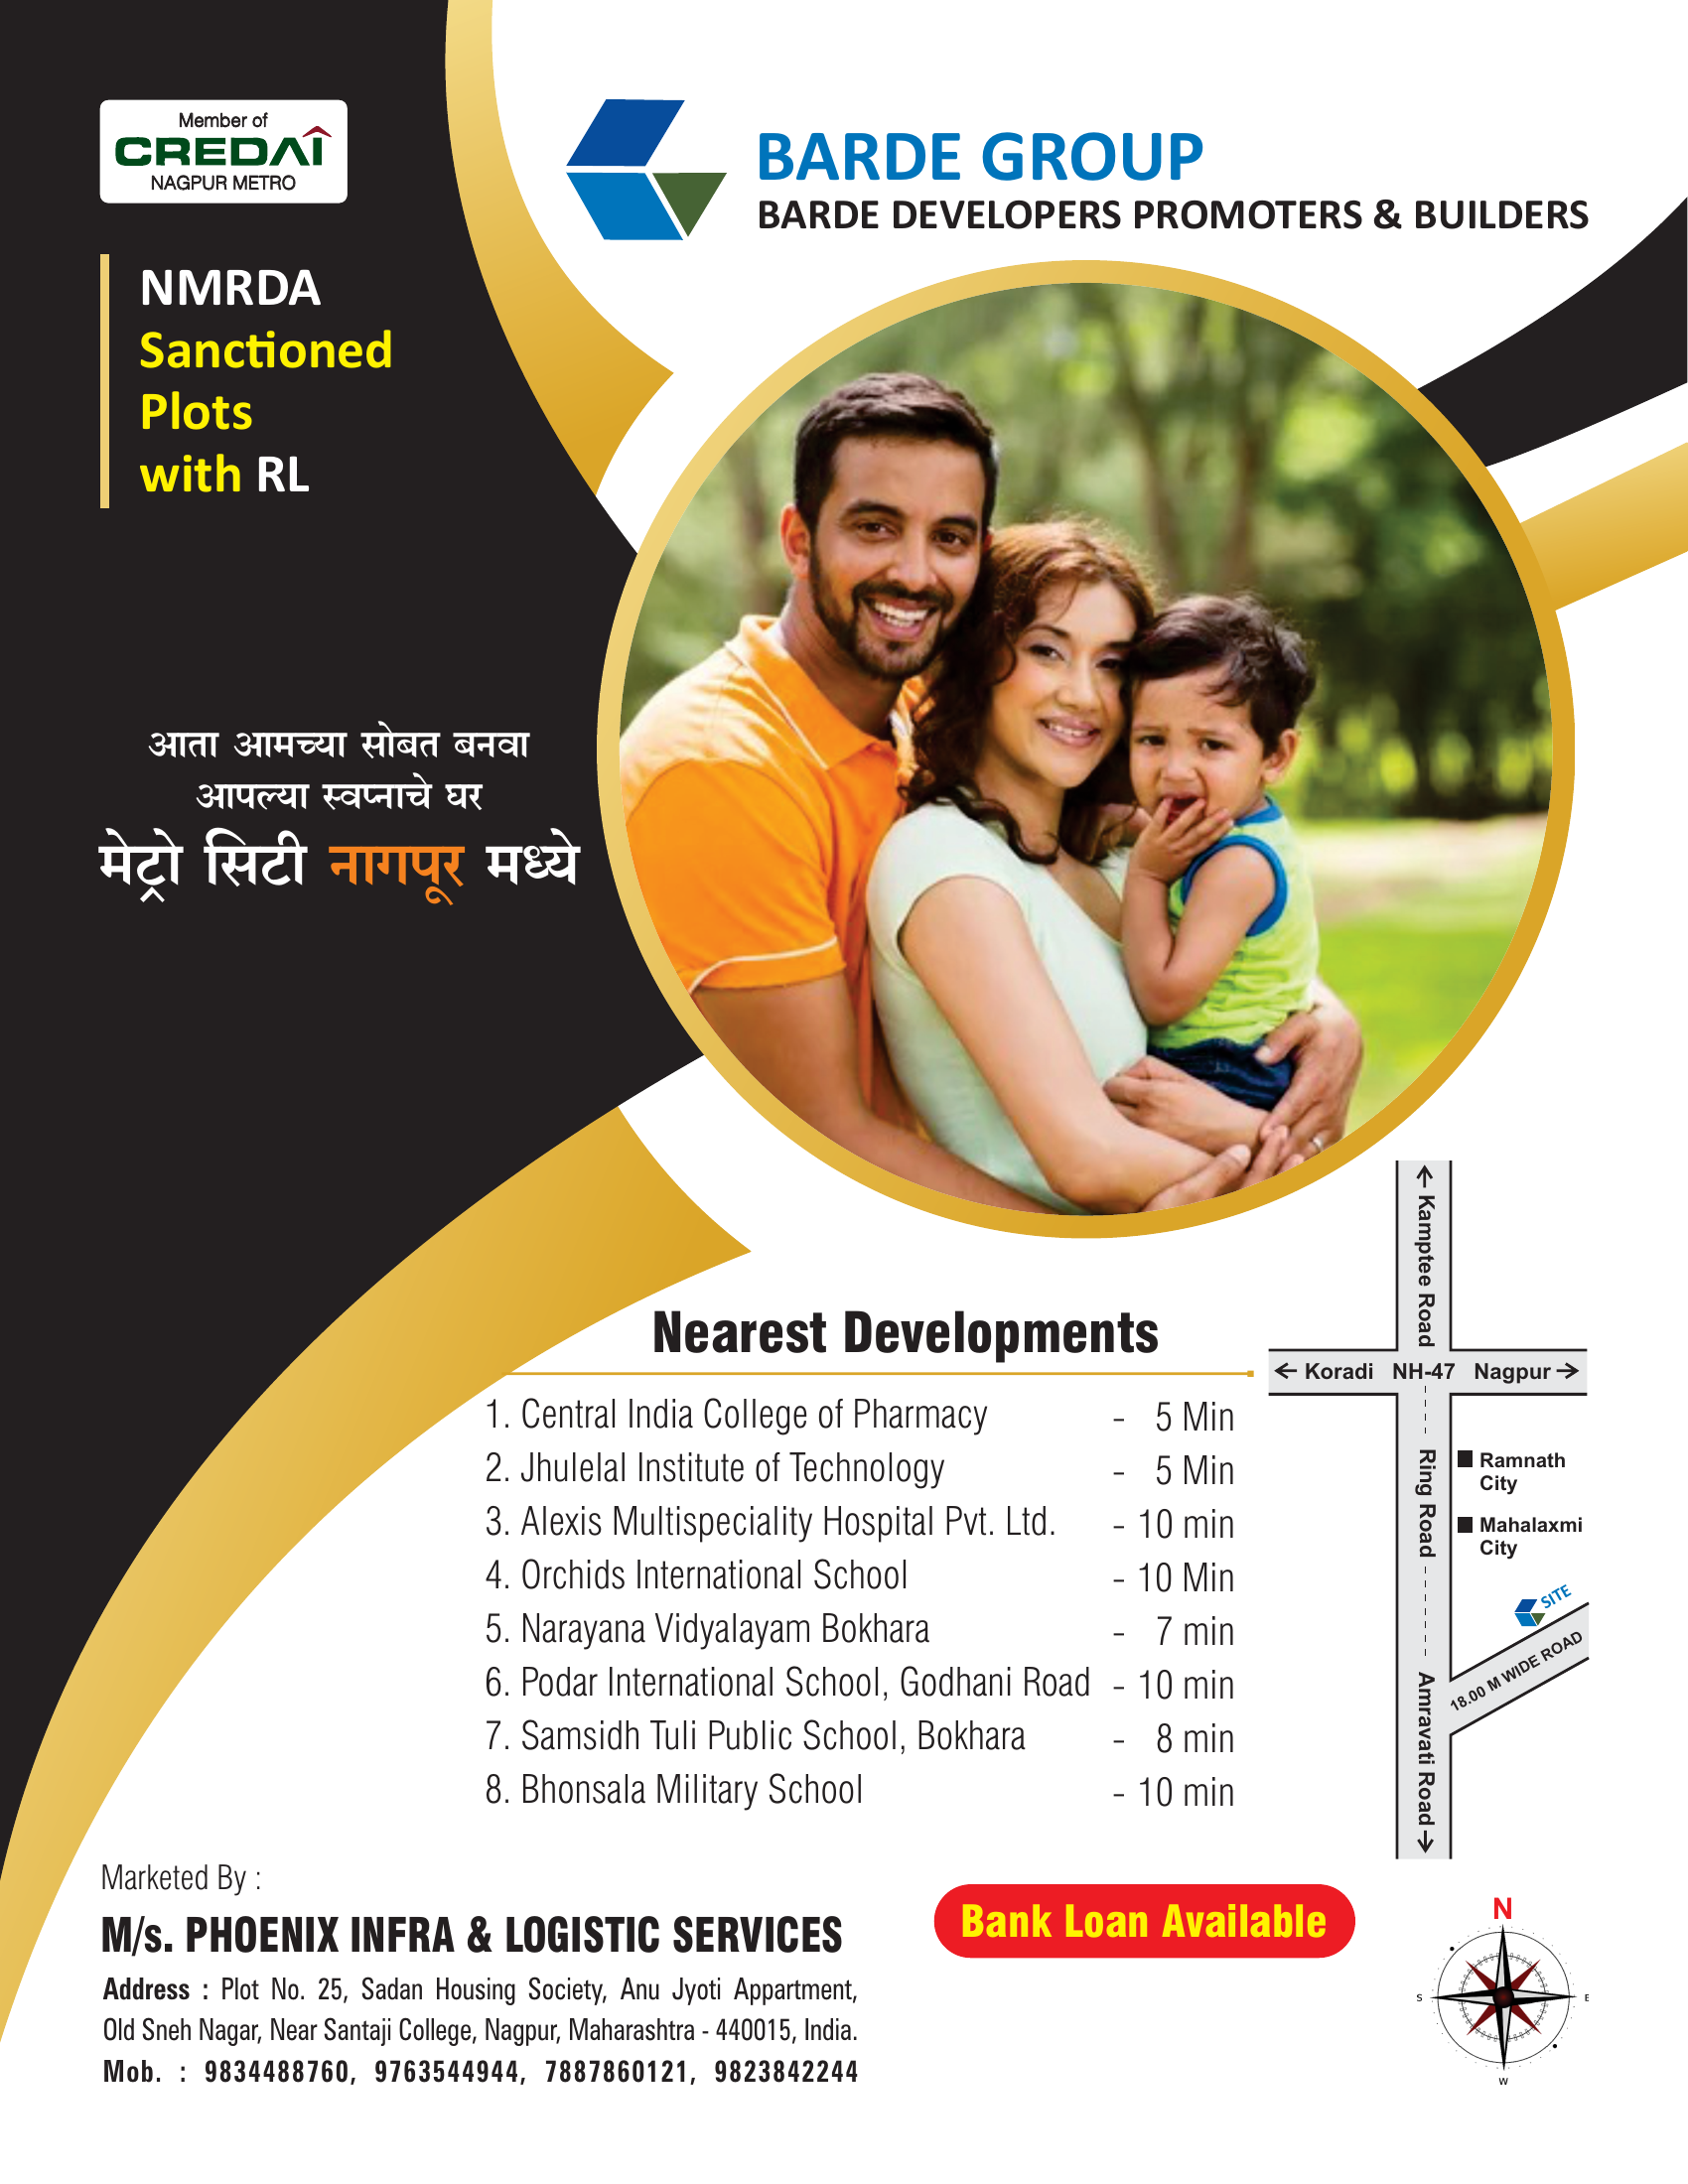 Member of
CREDAI
NAGPUR METRO
BARDE GROUP
BARDE DEVELOPERS PROMOTERS & BUILDERS
NMRDA
Sanctioned
Plots
with RL
आता आमच्या सोबत बनवा
आपल्या स्वप्नाचे घर
मेट्रो सिटी नागपूर मध्ये
Nearest Developments
1. Central India College of Pharmacy - 5 Min
2. Jhulelal Institute of Technology - 5 Min
3. Alexis Multispeciality Hospital Pvt. Ltd. - 10 min
4. Orchids International School - 10 Min
5. Narayana Vidyalayam Bokhara - 7 min
6. Podar International School, Godhani Road - 10 min
7. Samsidh Tuli Public School, Bokhara - 8 min
8. Bhonsala Military School - 10 min
Kamptee Road
Koradi NH-47 Nagpur
Ring Road
Ramnath
City
Mahalaxmi
City
SITE
18.00 M WIDE ROAD
Amravati Road
Marketed By :
M/s. PHOENIX INFRA & LOGISTIC SERVICES
Address : Plot No. 25, Sadan Housing Society, Anu Jyoti Appartment,
Old Sneh Nagar, Near Santaji College, Nagpur, Maharashtra - 440015, India.
Mob. : 9834488760, 9763544944, 7887860121, 9823842244
Bank Loan Available
N
S
E
W